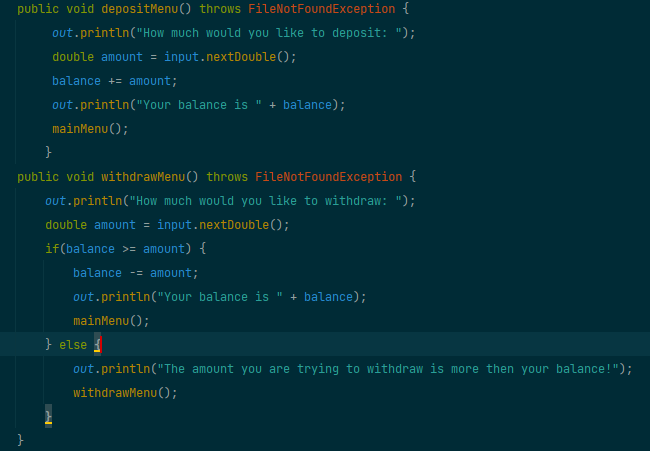 public void depositMenu() throws FileNotFoundException {
out.println("How much would you like to deposit: ");
double amount = input.nextDouble();
balance += amount;
out.println("Your balance is " + balance);
mainMenu();
}
public void withdrawMenu() throws FileNotFoundException {
out.println("How much would you like to withdraw: ");
double amount = input.nextDouble();
if(balance >= amount) {
balance -= amount;
out.println("Your balance is " + balance);
mainMenu();
} else {
out.println("The amount you are trying to withdraw is more then your balance!");
withdrawMenu();
}
}